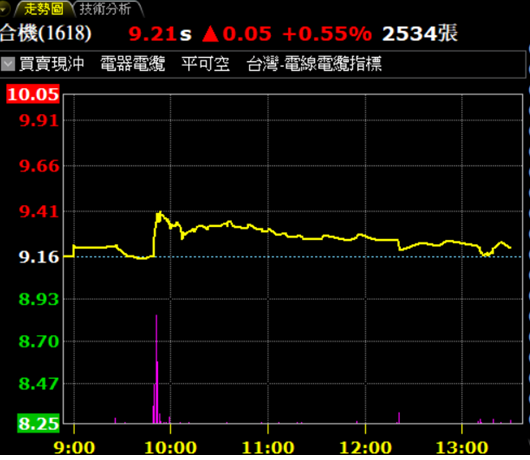 走勢圖 技術分析
合機(1618) 9.21s ▲0.05 +0.55% 2534張
買賣現沖 電器電纜 平可空 台灣-電線電纜指標
10.05
9.91
9.66
9.41
9.16
8.93
8.70
8.47
8.25
9:00 10:00 11:00 12:00 13:00